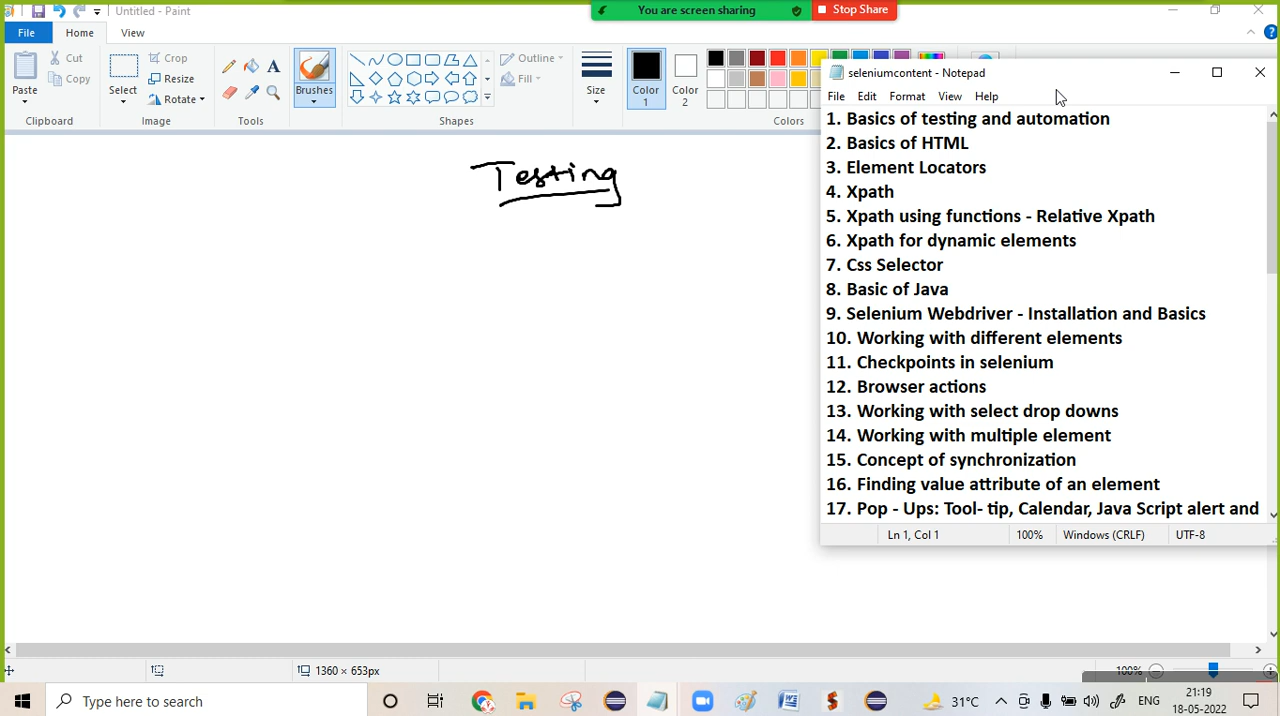 Untitled - Paint
You are screen sharing
Stop Share
File
Home
View
Paste
Cut
Copy
Clipboard
Select
Crop
Resize
Rotate
Image
A
Tools
Brushes
Outline
Fill
Shapes
Size
Color 1
Color 2
Colors
Testing
seleniumcontent - Notepad
File Edit Format View Help
1. Basics of testing and automation
2. Basics of HTML
3. Element Locators
4. Xpath
5. Xpath using functions - Relative Xpath
6. Xpath for dynamic elements
7. Css Selector
8. Basic of Java
9. Selenium Webdriver - Installation and Basics
10. Working with different elements
11. Checkpoints in selenium
12. Browser actions
13. Working with select drop downs
14. Working with multiple element
15. Concept of synchronization
16. Finding value attribute of an element
17. Pop - Ups: Tool- tip, Calendar, Java Script alert and
Ln 1, Col 1 100% Windows (CRLF) UTF-8
1360 × 653px
100%
Type here to search
31°C
ENG
21:19
18-05-2022